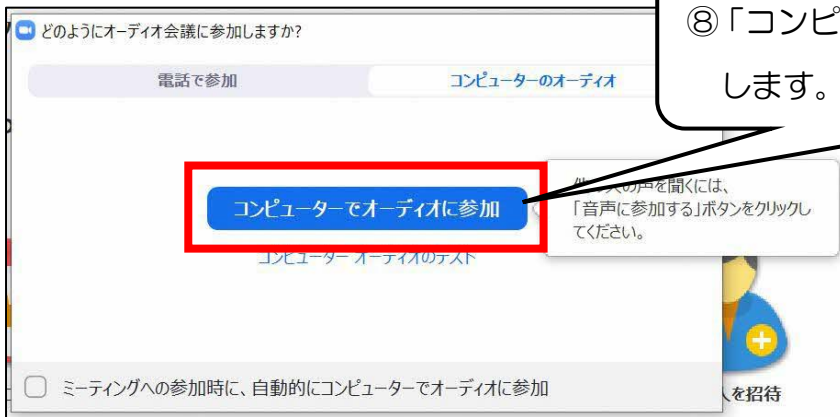 ⑧「コンピ
します。
どのようにオーディオ会議に参加しますか?
電話で参加
コンピューターのオーディオ
コンピューターでオーディオに参加
の声を聞くには、
「音声に参加する」ボタンをクリックし
てください。
コンピューター オーディオのテスト
ミーティングへの参加時に、自動的にコンピューターでオーディオに参加
を招待